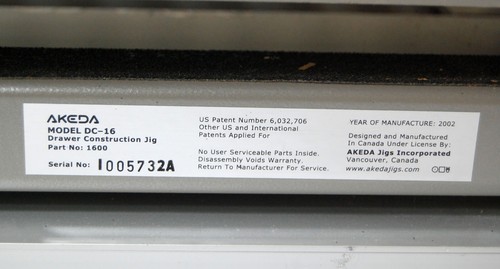 AKEDA
MODEL DC-16
Drawer Construction Jig
Part No: 1600
Serial No: 1005732A
US Patent Number 6,032,706
Other US and International
Patents Applied For
No User Serviceable Parts Inside.
Disassembly Voids Warranty.
Return To Manufacturer For Service.
YEAR OF MANUFACTURE: 2002
Designed and Manufactured
In Canada Under License By:
AKEDA Jigs Incorporated
Vancouver, Canada
www.akedajigs.com